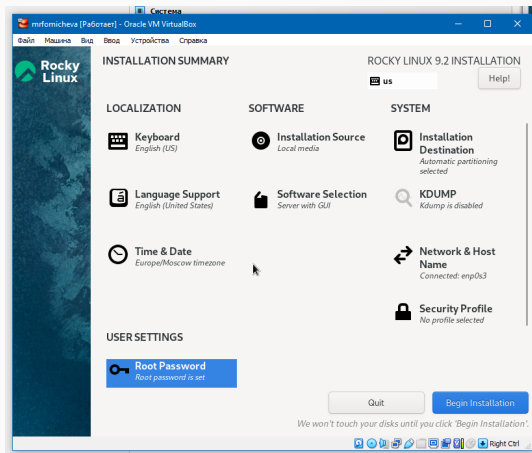 Система
mrfomicheva [Работает] - Oracle VM VirtualBox
Файл Машина Вид Ввод Устройства Справка
Rocky Linux
INSTALLATION SUMMARY
ROCKY LINUX 9.2 INSTALLATION
us
Help!
LOCALIZATION
SOFTWARE
SYSTEM
Keyboard
English (US)
Installation Source
Local media
Installation
Destination
Automatic partitioning
selected
Language Support
English (United States)
Software Selection
Server with GUI
KDUMP
Kdump is disabled
Time & Date
Europe/Moscow timezone
Network & Host
Name
Connected: enp0s3
Security Profile
No profile selected
USER SETTINGS
Root Password
Root password is set
Quit
Begin Installation
We won't touch your disks until you click 'Begin Installation'.
Right Ctrl